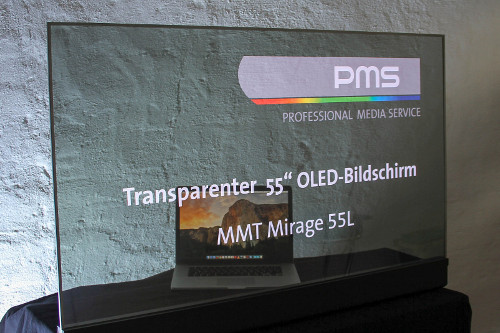 PMS
PROFESSIONAL MEDIA SERVICE
Transparenter 55“ OLED-Bildschirm
MMT Mirage 55L